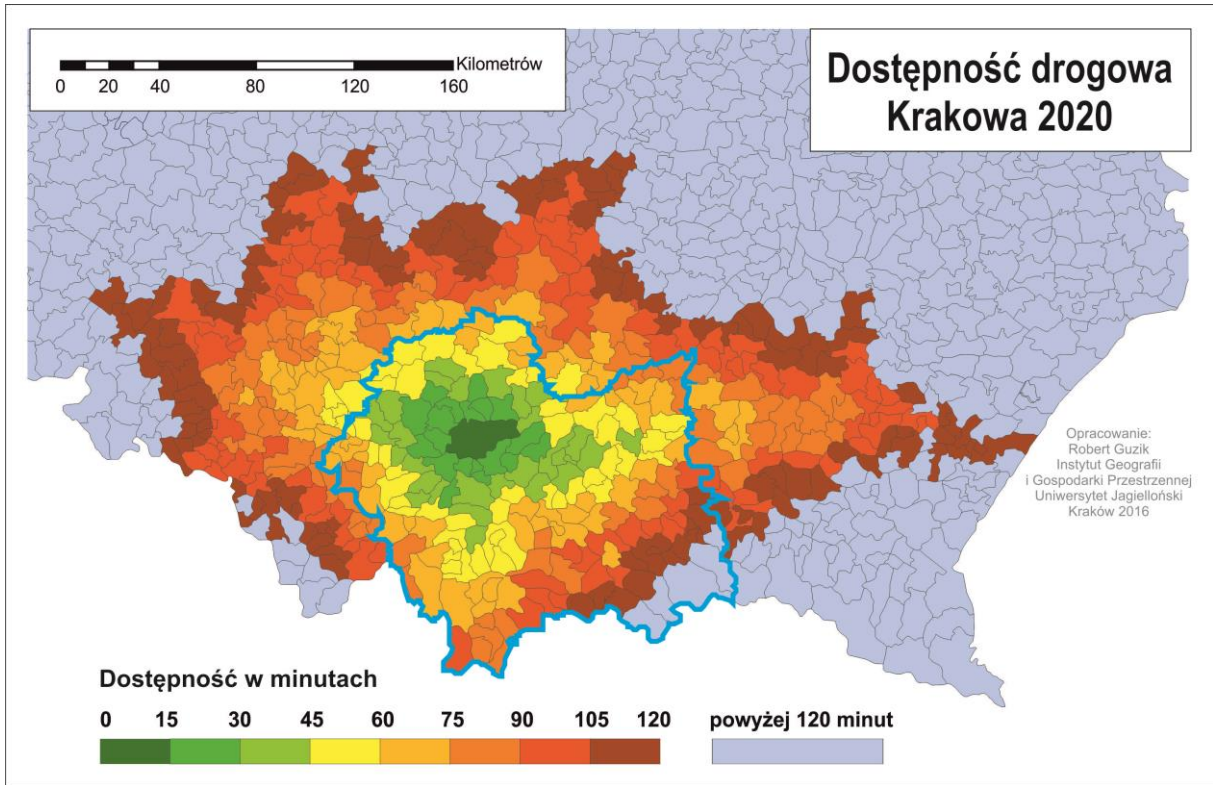 Kilometrów
0 20 40 80 120 160
Dostępność drogowa
Krakowa 2020
Opracowanie:
Robert Guzik
Instytut Geografii
i Gospodarki Przestrzennej
Uniwersytet Jagielloński
Kraków 2016
Dostępność w minutach
0 15 30 45 60 75 90 105 120 powyżej 120 minut